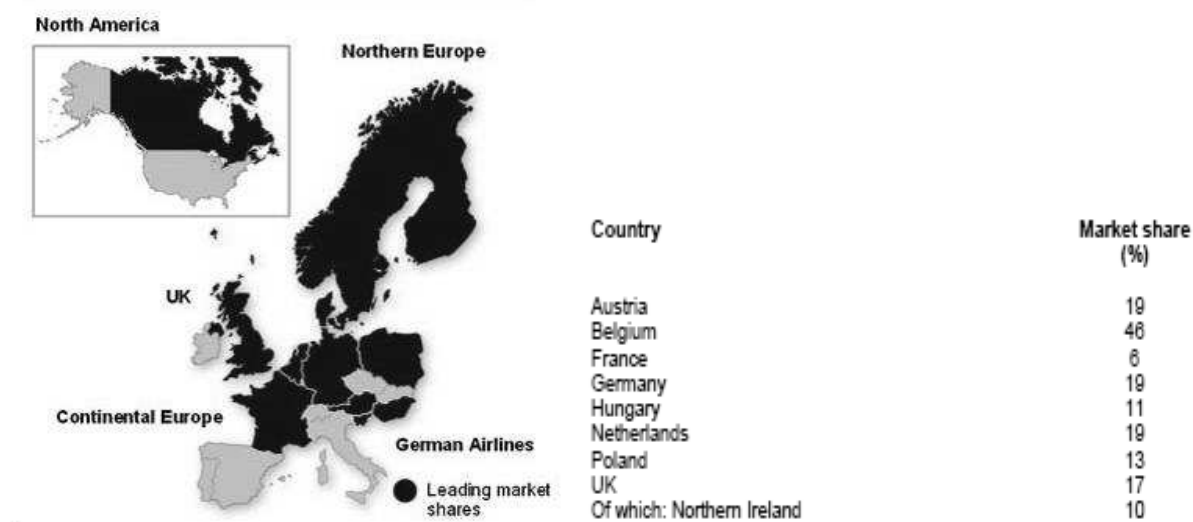 North America
Northern Europe
UK
Continental Europe
German Airlines
Leading market
shares
Country Market share
(%)
Austria 19
Belgium 46
France 6
Germany 19
Hungary 11
Netherlands 19
Poland 13
UK 17
Of which: Northern Ireland 10